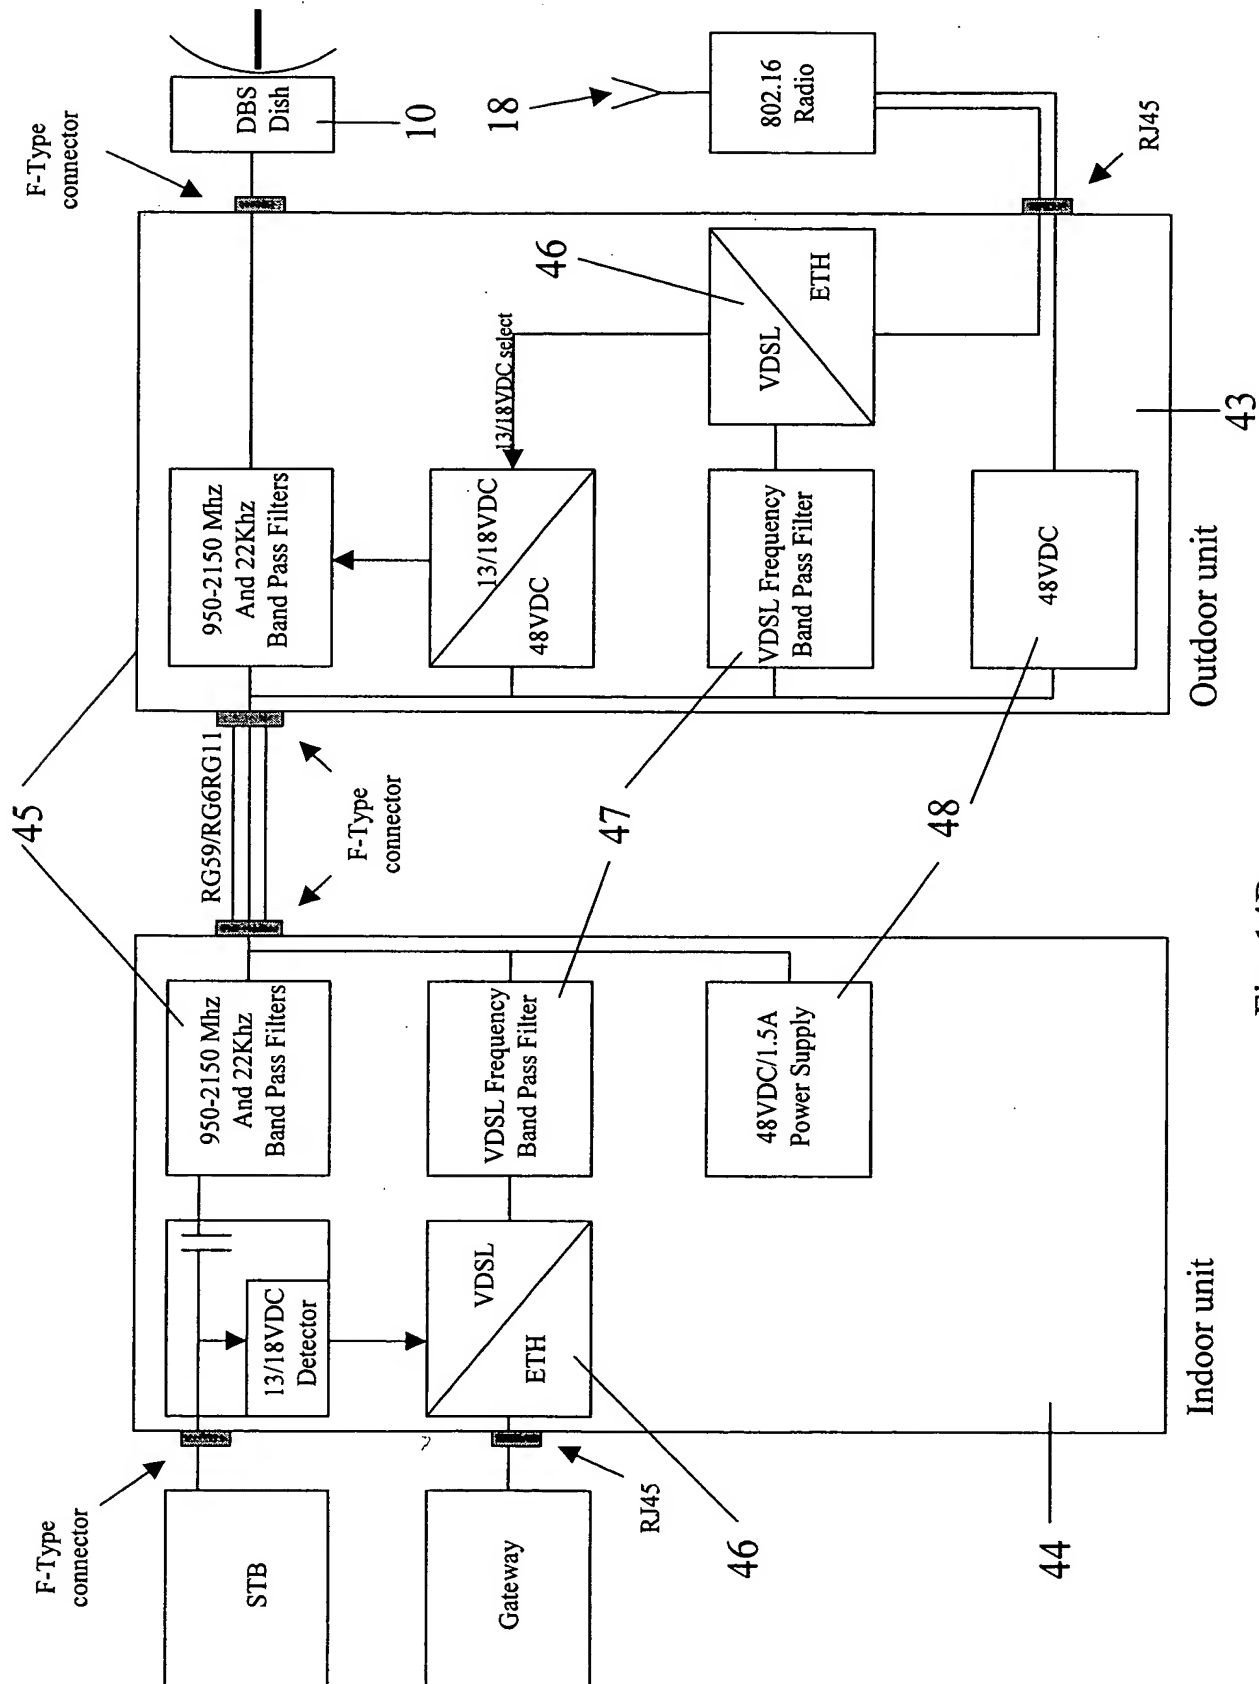 F-Type
connector
STB
F-Type
connector
13/18VDC
Detector
950-2150 Mhz
And 22Khz
Band Pass Filters
45
RG59/RG6RG11
F-Type
connector
950-2150 Mhz
And 22Khz
Band Pass Filters
DBS
Dish
10
18
802.16
Radio
RJ45
Gateway
RJ45
ETH
VDSL
46
VDSL Frequency
Band Pass Filter
47
48VDC/1.5A
Power Supply
48
44
Indoor unit
13/18VDC
48VDC
13/18VDC select
VDSL Frequency
Band Pass Filter
VDSL
ETH
46
48VDC
43
Outdoor unit